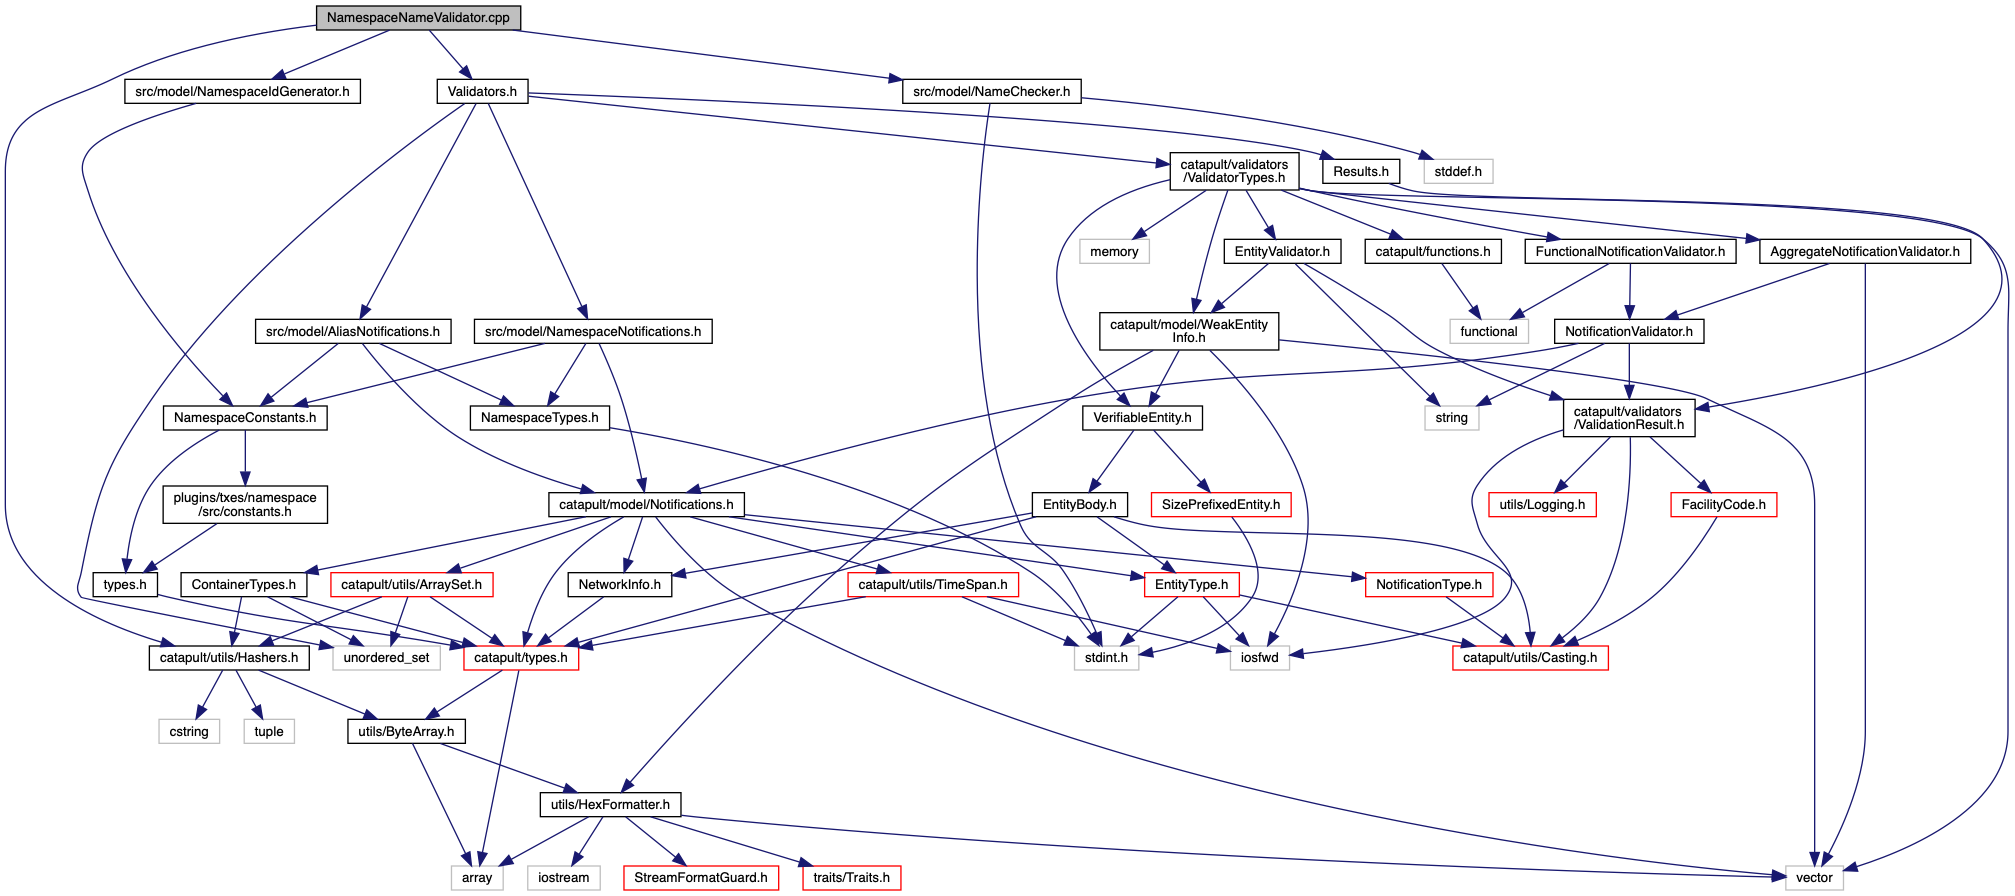 NamespaceNameValidator.cpp
src/model/NamespaceIdGenerator.h
Validators.h
src/model/NameChecker.h
catapult/validators
/ValidatorTypes.h
Results.h
stddef.h
memory
EntityValidator.h
catapult/functions.h
FunctionalNotificationValidator.h
AggregateNotificationValidator.h
src/model/AliasNotifications.h
src/model/NamespaceNotifications.h
catapult/model/WeakEntity
Info.h
functional
NotificationValidator.h
NamespaceConstants.h
NamespaceTypes.h
VerifiableEntity.h
string
catapult/validators
/ValidationResult.h
plugins/txes/namespace
/src/constants.h
catapult/model/Notifications.h
EntityBody.h
SizePrefixedEntity.h
utils/Logging.h
FacilityCode.h
types.h
ContainerTypes.h
catapult/utils/ArraySet.h
NetworkInfo.h
catapult/utils/TimeSpan.h
EntityType.h
NotificationType.h
catapult/utils/Hashers.h
unordered_set
catapult/types.h
stdint.h
iosfwd
catapult/utils/Casting.h
cstring
tuple
utils/ByteArray.h
utils/HexFormatter.h
array
iostream
StreamFormatGuard.h
traits/Traits.h
vector